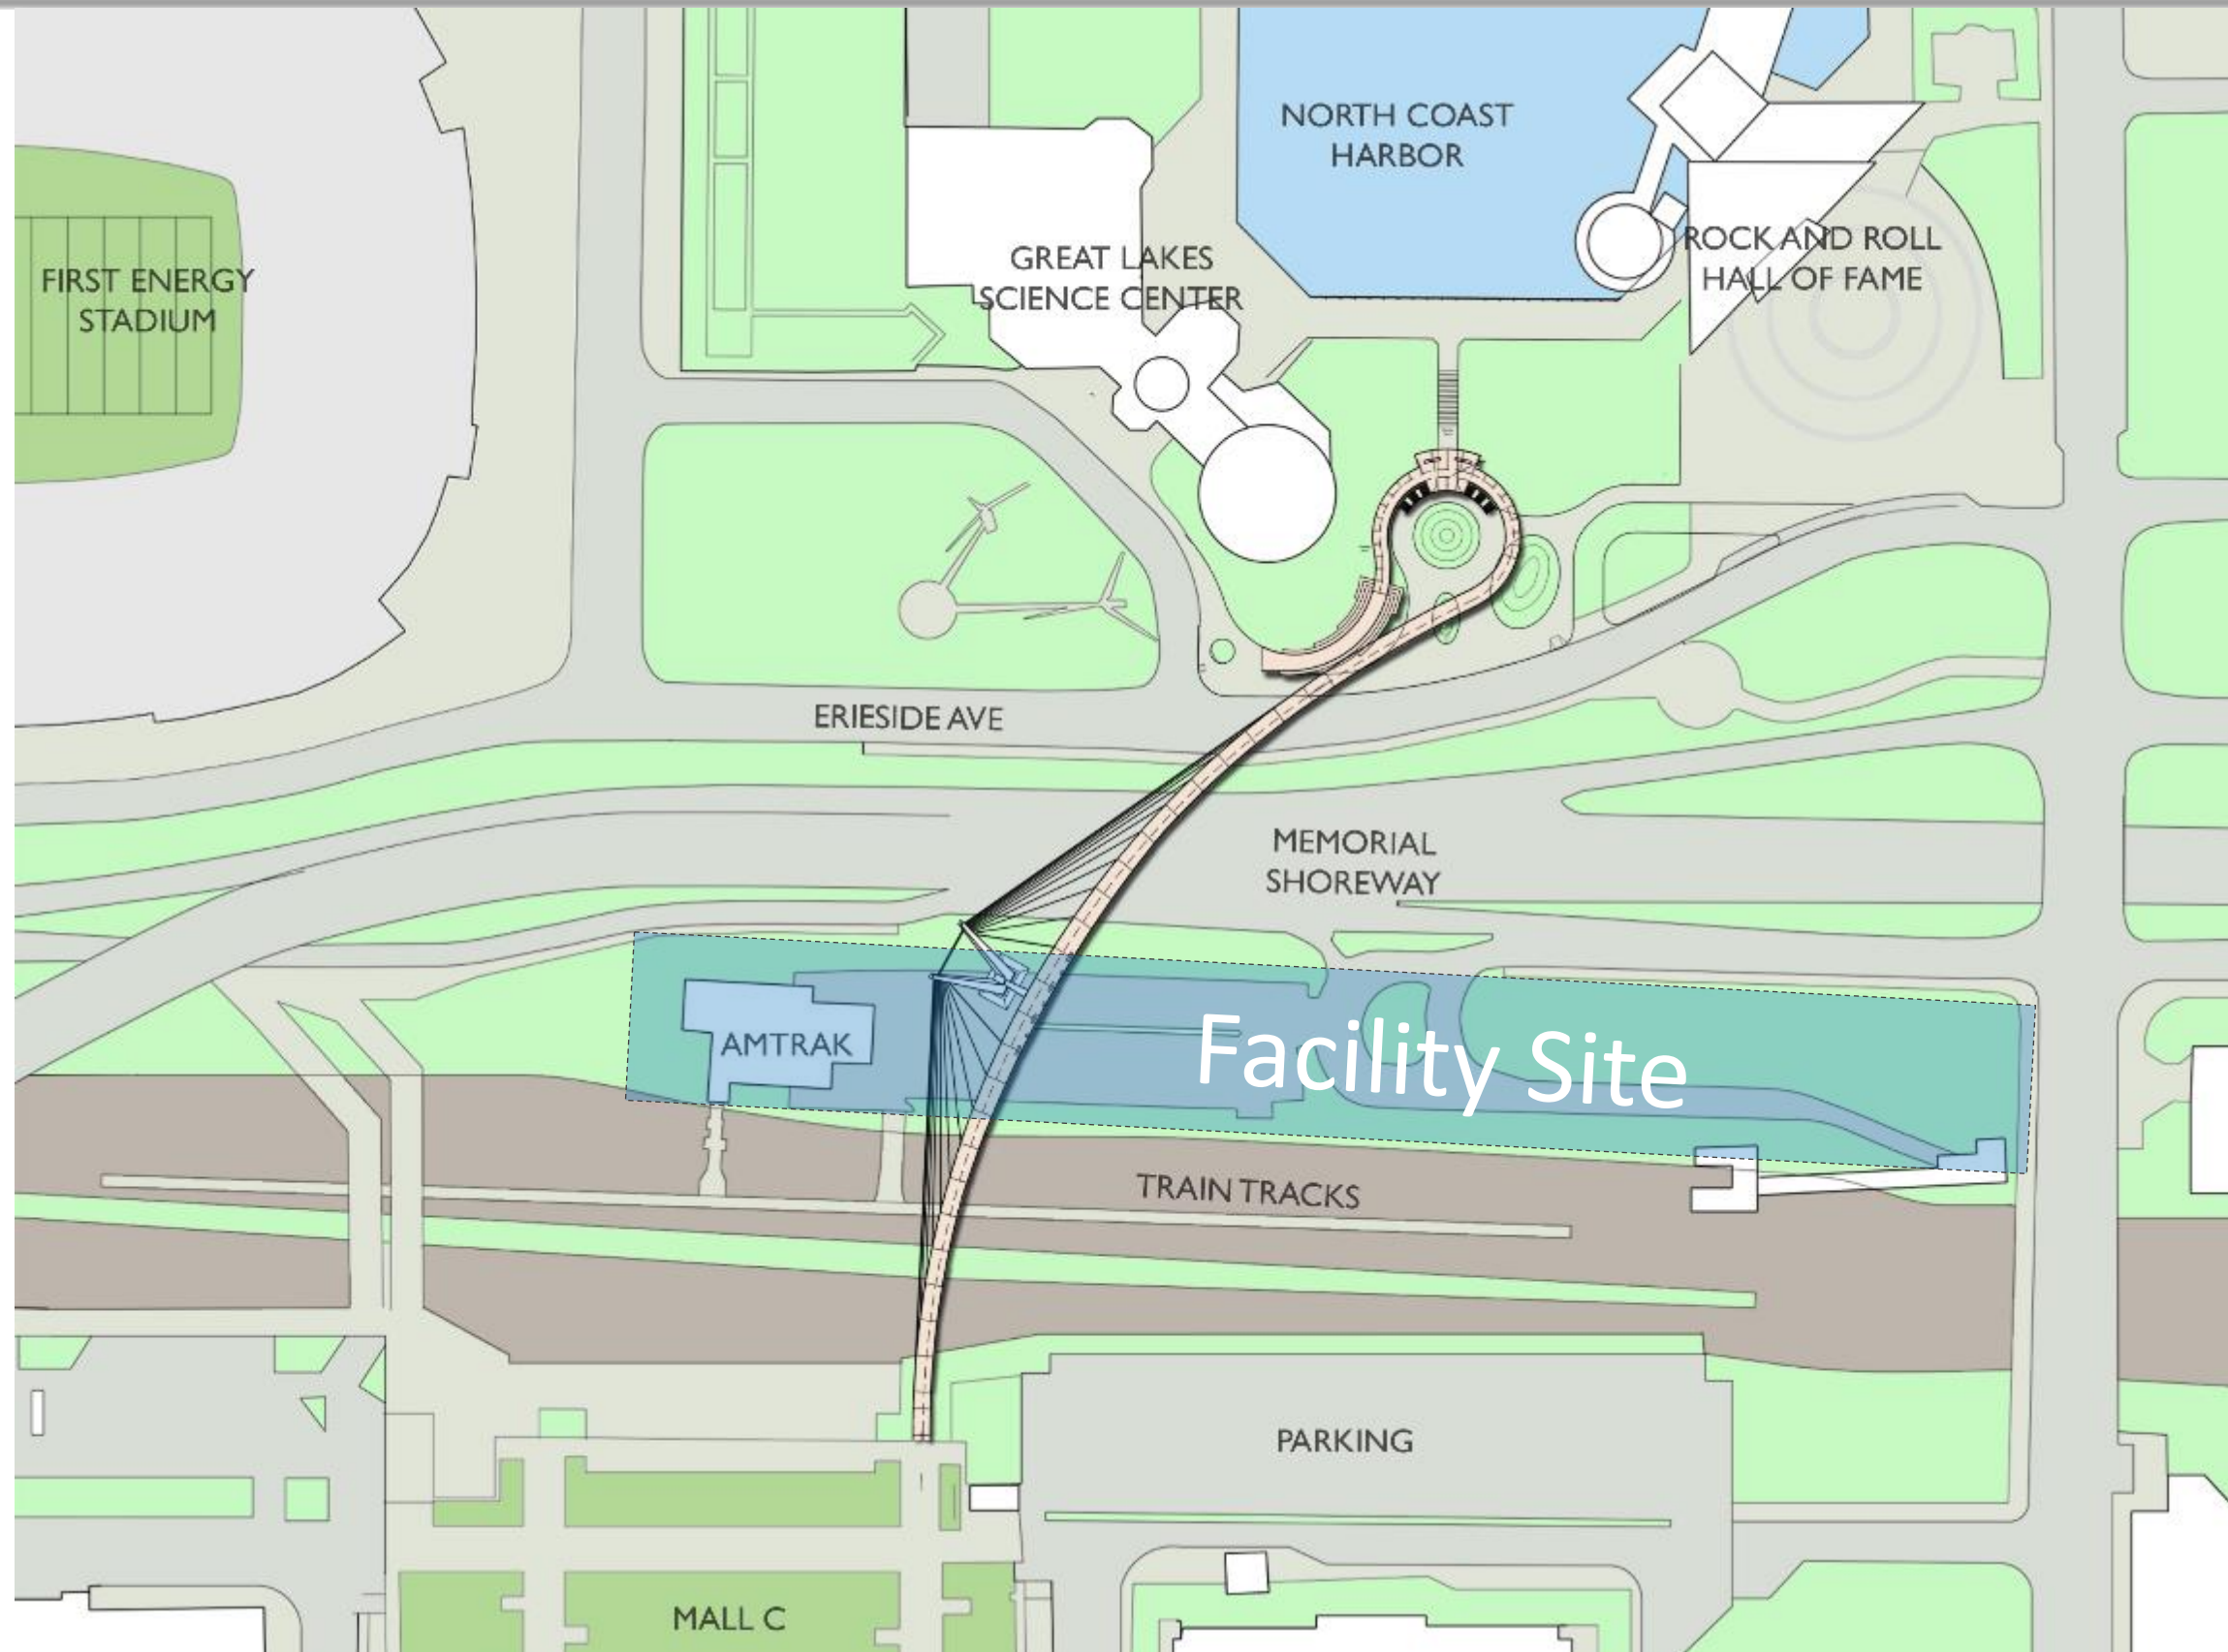 NORTH COAST
HARBOR
ROCK AND ROLL
HALL OF FAME
GREAT LAKES
SCIENCE CENTER
FIRST ENERGY
STADIUM
ERIESIDE AVE
MEMORIAL
SHOREWAY
AMTRAK
Facility Site
TRAIN TRACKS
PARKING
MALL C